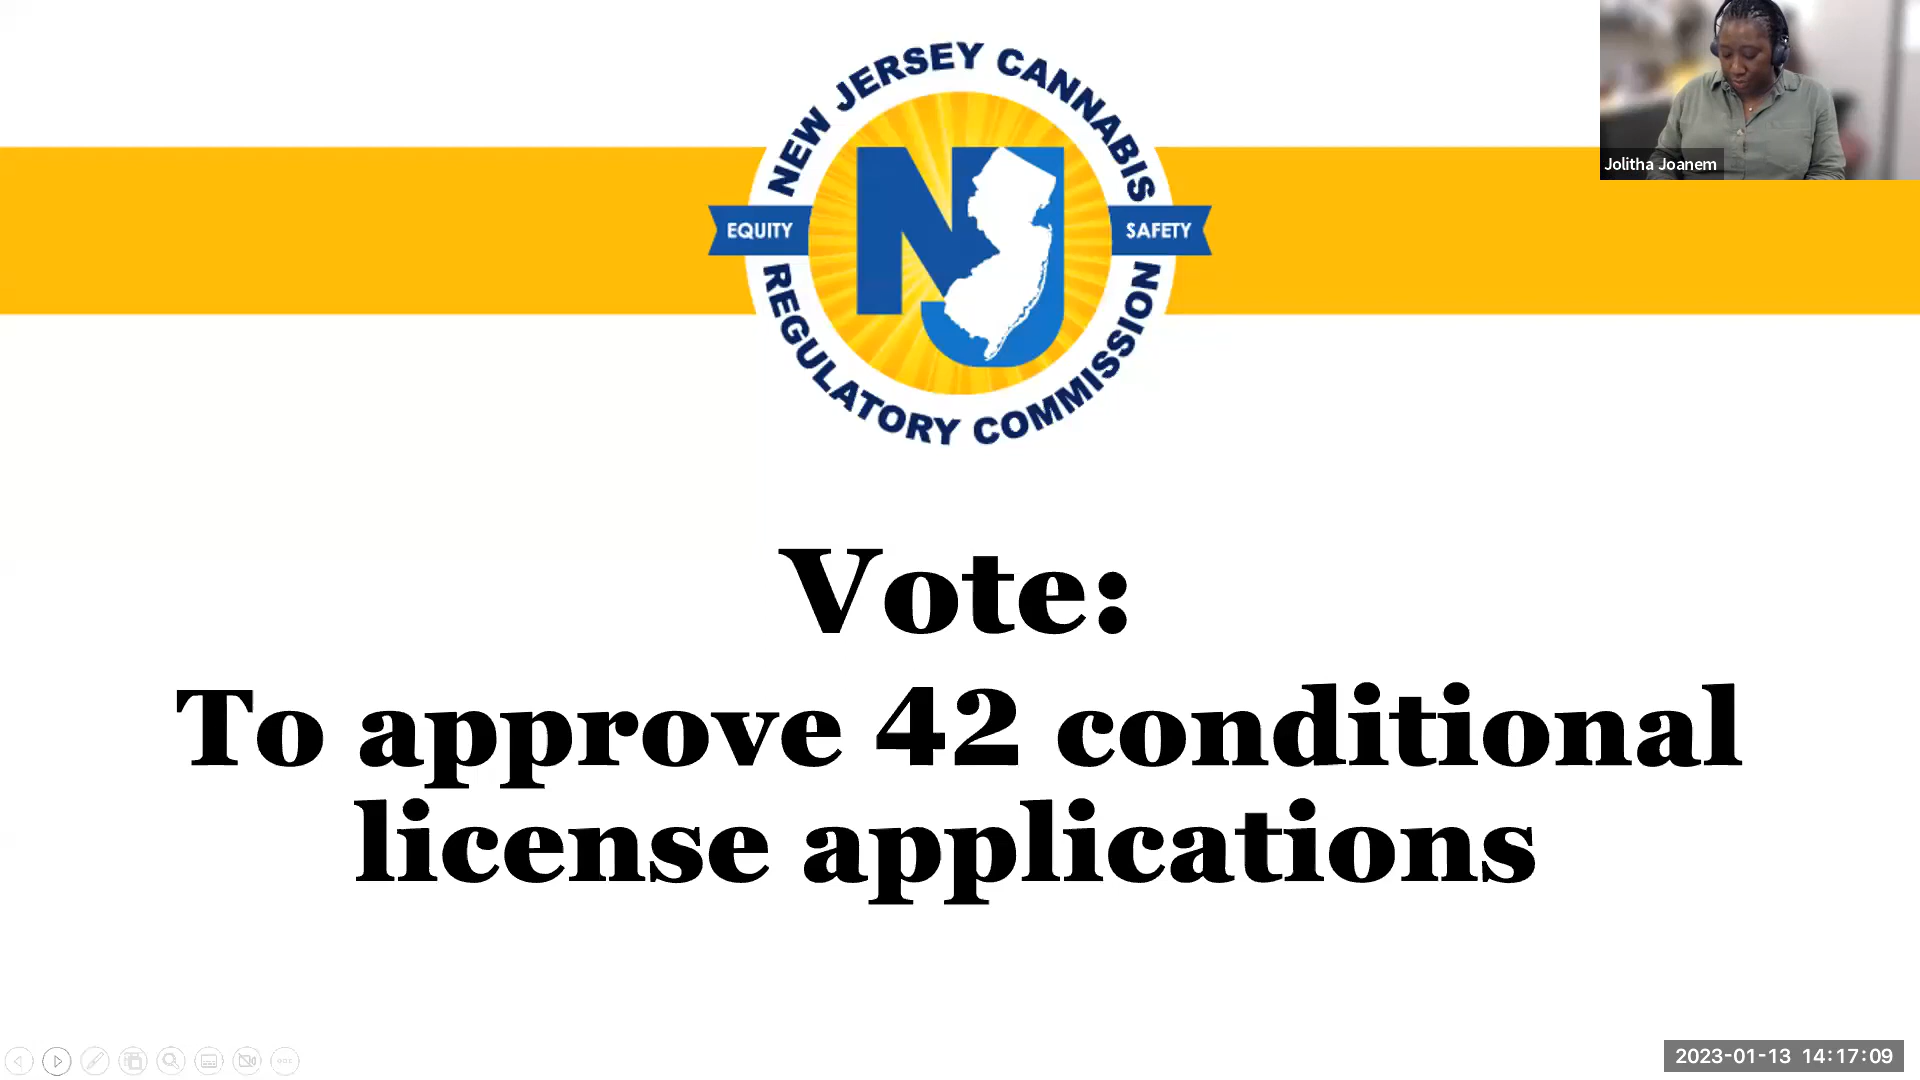 NEW JERSEY CANNABIS
EQUITY
SAFETY
NJ
REGULATORY COMMISSION
Jolitha Joanem
Vote:
To approve 42 conditional
license applications
2023-01-13 14:17:09